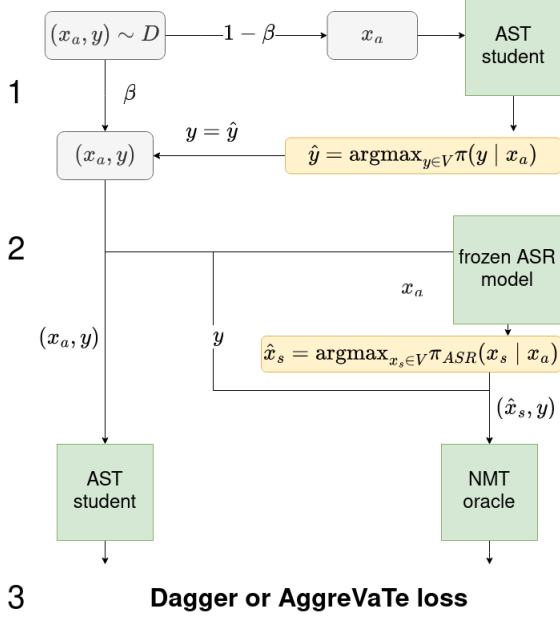 (x_a, y) ∼ D
1 − β
x_a
AST
student
1
β
y = ŷ
(x_a, y)
ŷ = argmax_{y∈V} π(y | x_a)
2
frozen ASR
model
x_a
(x_a, y)
y
x̂_s = argmax_{x_s∈V} π_{ASR}(x_s | x_a)
(x̂_s, y)
AST
student
NMT
oracle
3
Dagger or AggreVaTe loss